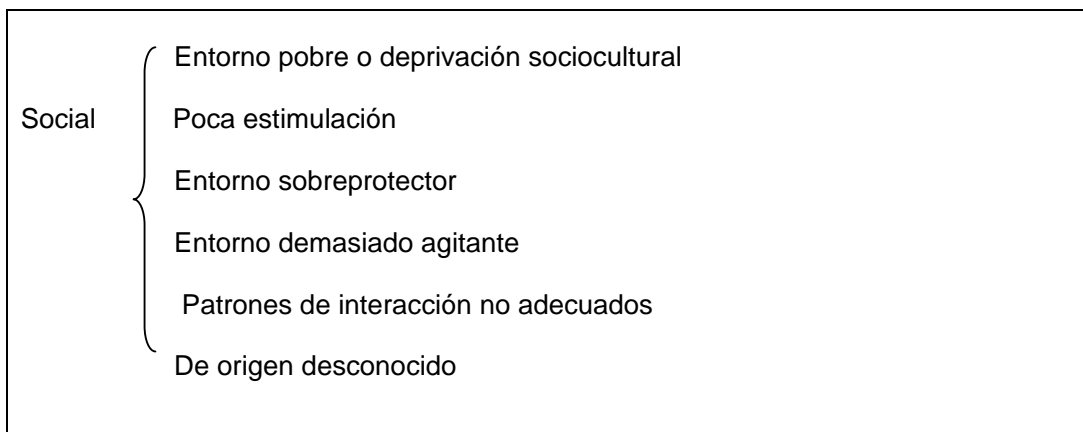 Entorno pobre o deprivación sociocultural
Social Poca estimulación
Entorno sobreprotector
Entorno demasiado agitante
Patrones de interacción no adecuados
De origen desconocido